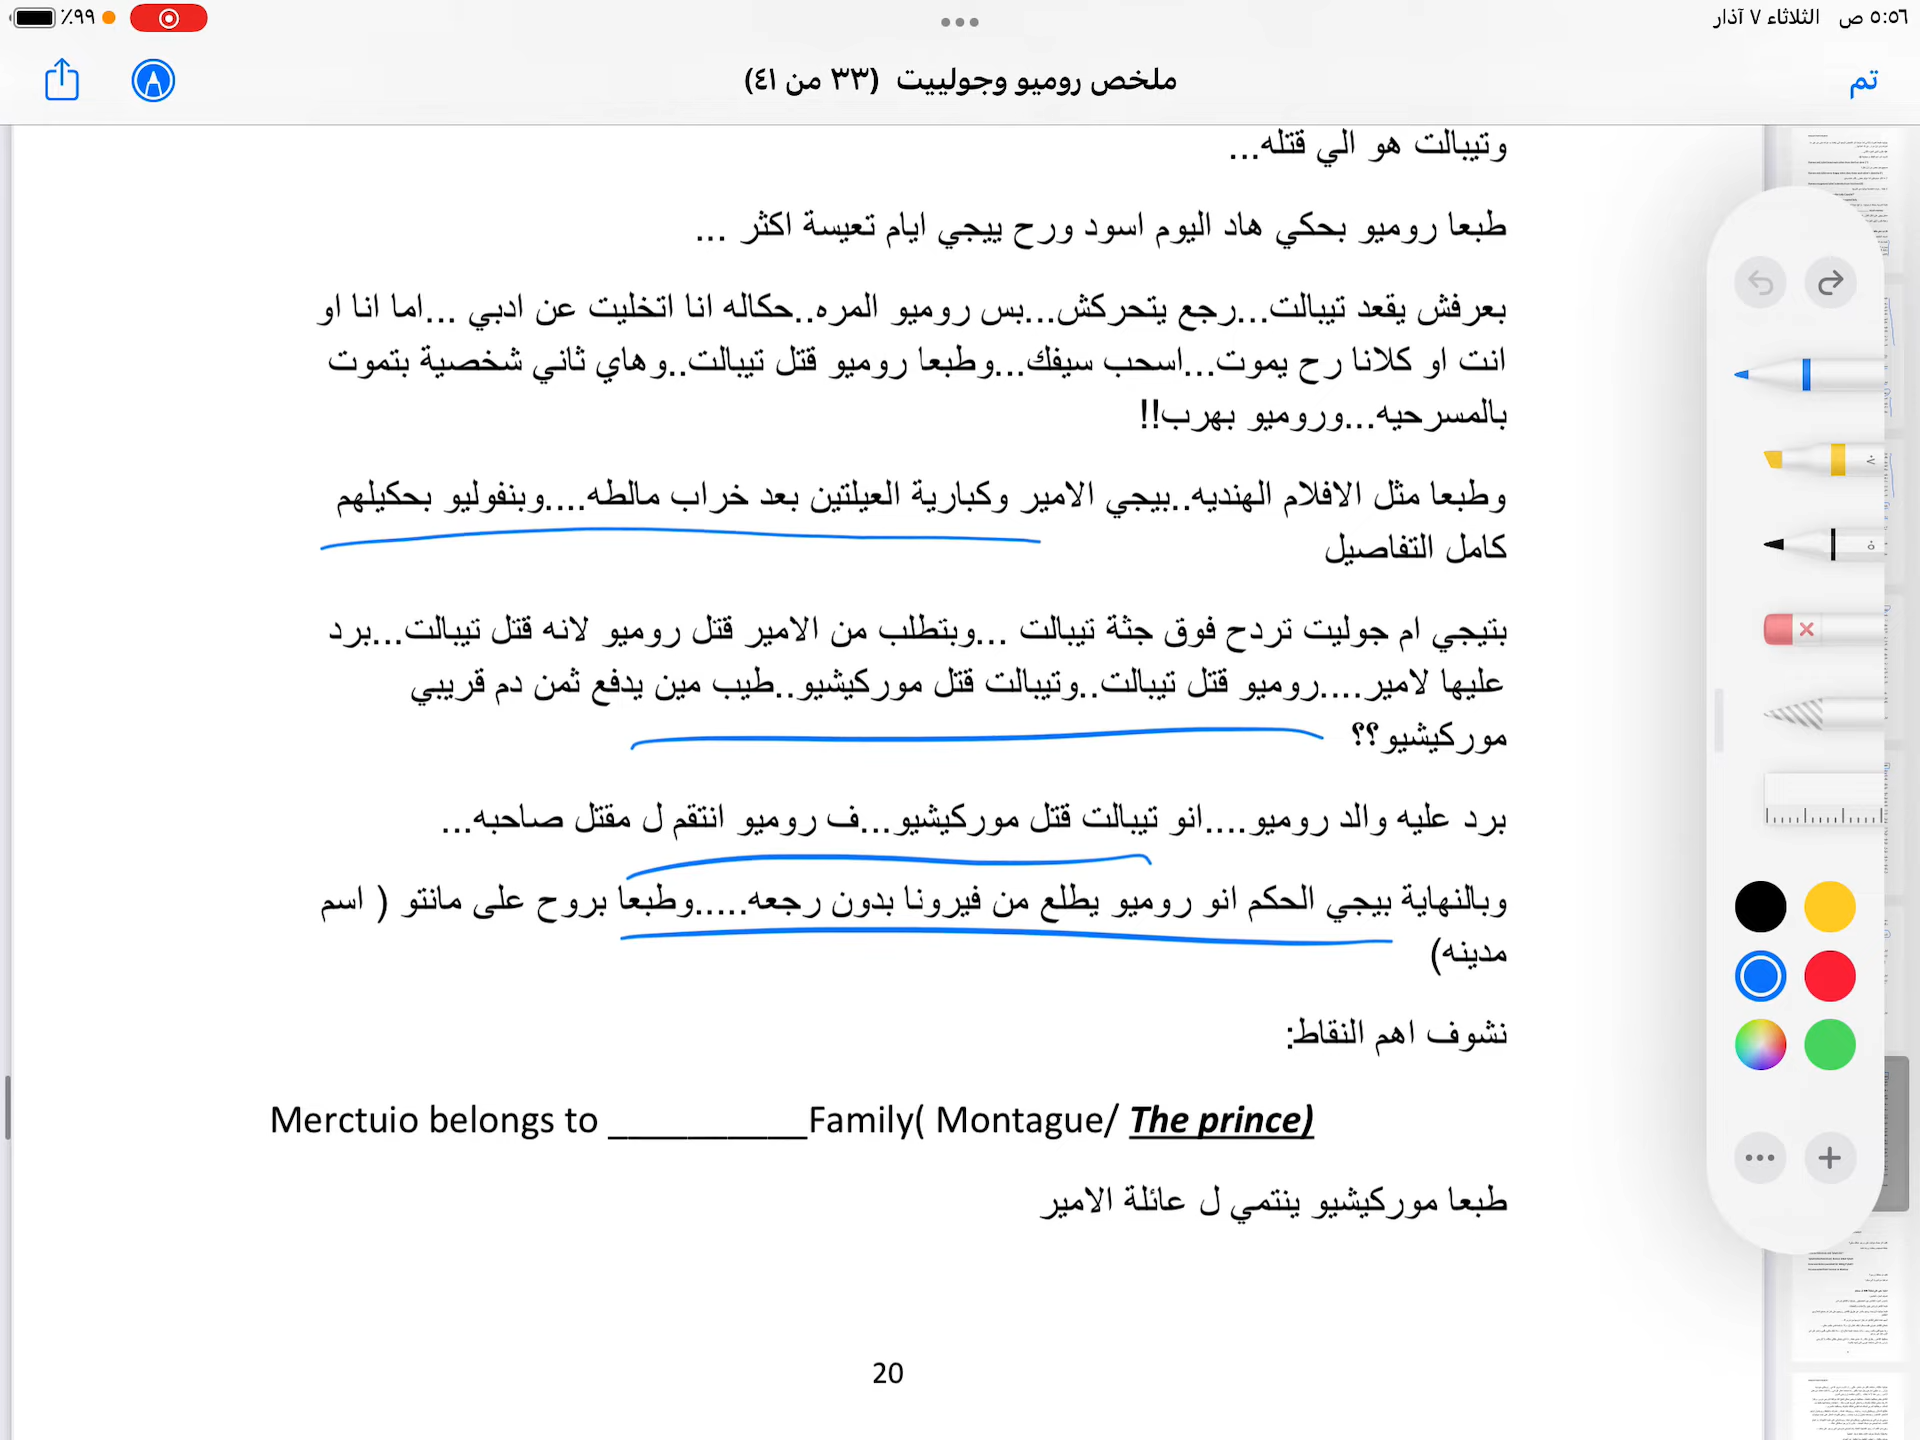 ٥:٥٦ ص الثلاثاء ٧ آذار
٪٩٩
تم
ملخص روميو وجولييت (٣٣ من ٤١)
وتيبالت هو الي قتله...
طبعا روميو بحكي هاد اليوم اسود ورح ييجي ايام تعيسة اكثر ...
بعرفش يقعد تيبالت...رجع يتحركش...بس روميو المره..حكاله انا اتخليت عن ادبي ...اما انا او
انت او كلانا رح يموت...اسحب سيفك...وطبعا روميو قتل تيبالت..وهاي ثاني شخصية بتموت
بالمسرحيه...وروميو بهرب!!
وطبعا مثل الافلام الهنديه..بيجي الامير وكبارية العيلتين بعد خراب مالطه....وبنفوليو بحكيلهم
كامل التفاصيل
بتيجي ام جوليت تردح فوق جثة تيبالت ...وبتطلب من الامير قتل روميو لانه قتل تيبالت...برد
عليها لامير....روميو قتل تيبالت..وتيبالت قتل موركيشيو..طيب مين يدفع ثمن دم قريبي
موركيشيو؟؟
برد عليه والد روميو....انو تيبالت قتل موركيشيو...ف روميو انتقم ل مقتل صاحبه...
وبالنهاية بيجي الحكم انو روميو يطلع من فيرونا بدون رجعه.....وطبعا بروح على مانتو ( اسم
مدينه)
نشوف اهم النقاط:
Merctuio belongs to __________Family( Montague/ The prince)
طبعا موركيشيو ينتمي ل عائلة الامير
20